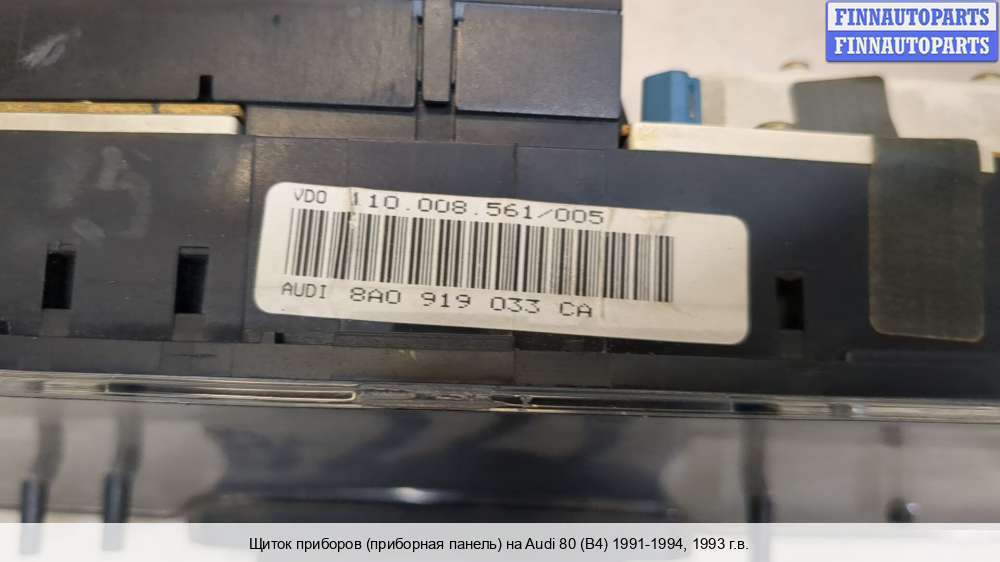 FINNAUTOPARTS
FINNAUTOPARTS
VDO 110.008.561/005
AUDI 8A0 919 033 CA
Щиток приборов (приборная панель) на Audi 80 (B4) 1991-1994, 1993 г.в.